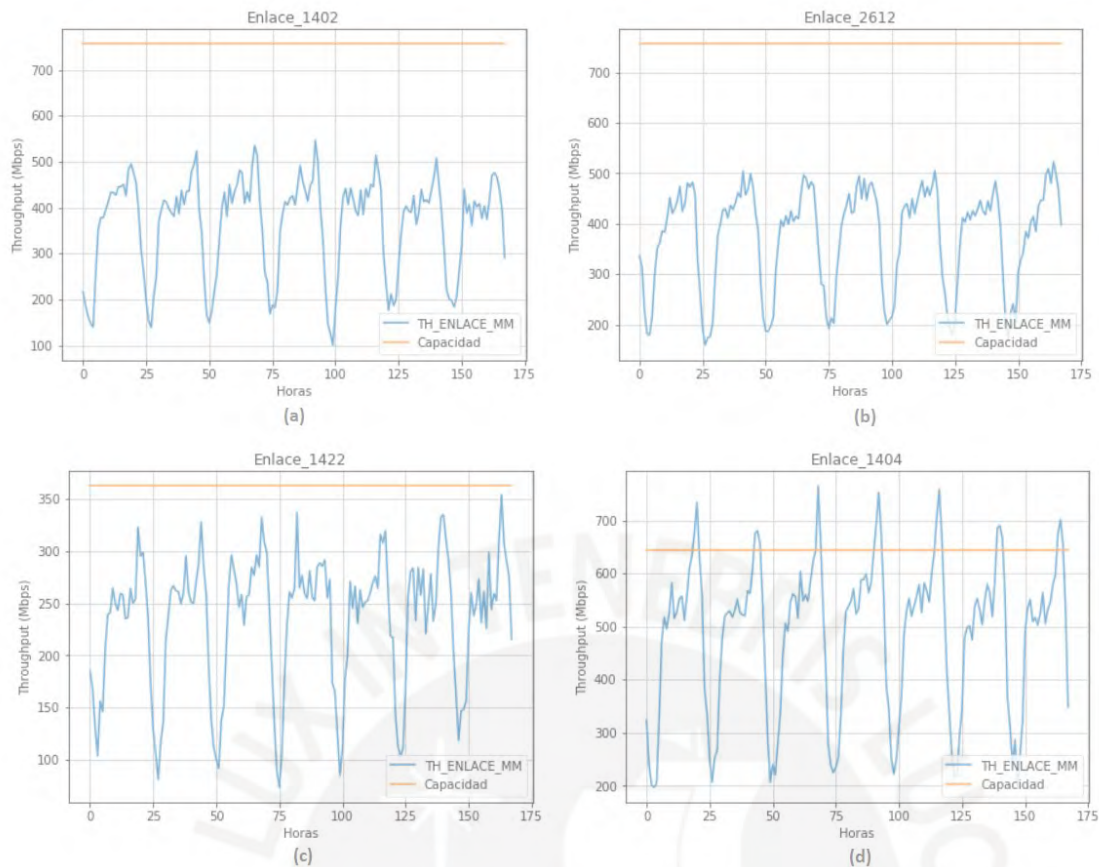 Enlace_1402
Throughput (Mbps)
700
600
500
400
300
200
100
0
25
50
75
100
125
150
175
Horas
TH_ENLACE_MM
Capacidad
(a)
Enlace_2612
Throughput (Mbps)
700
600
500
400
300
200
0
25
50
75
100
125
150
175
Horas
TH_ENLACE_MM
Capacidad
(b)
Enlace_1422
Throughput (Mbps)
350
300
250
200
150
100
0
25
50
75
100
125
150
175
Horas
TH_ENLACE_MM
Capacidad
(c)
Enlace_1404
Throughput (Mbps)
700
600
500
400
300
200
0
25
50
75
100
125
150
175
Horas
TH_ENLACE_MM
Capacidad
(d)
LUX IN TENEBRIS LUC